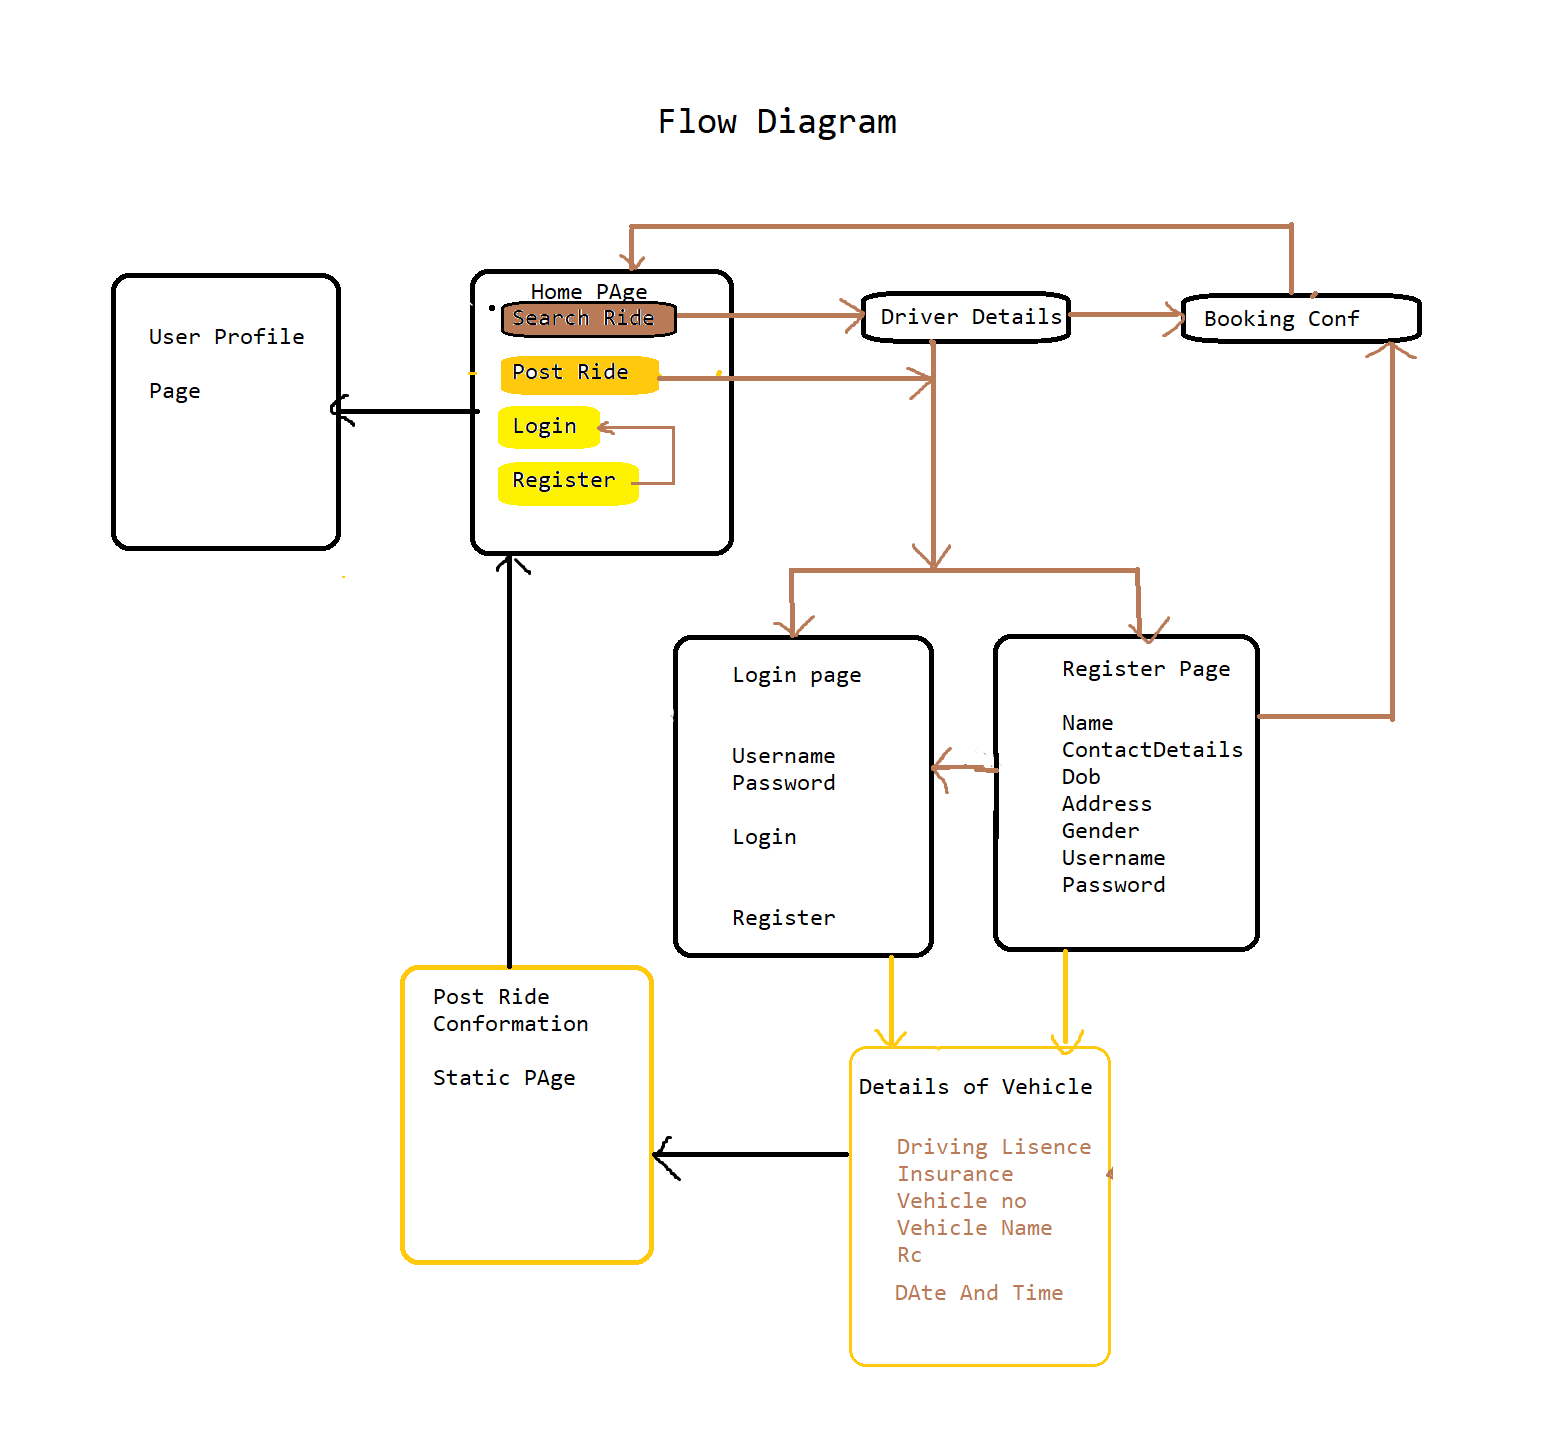 Flow Diagram
User Profile
Page
Home PAge
Search Ride
Post Ride
Login
Register
Driver Details
Booking Conf
Login page
Username
Password
Login
Register
Register Page
Name
ContactDetails
Dob
Address
Gender
Username
Password
Post Ride
Conformation
Static PAge
Details of Vehicle
Driving Lisence
Insurance
Vehicle no
Vehicle Name
Rc
DAte And Time